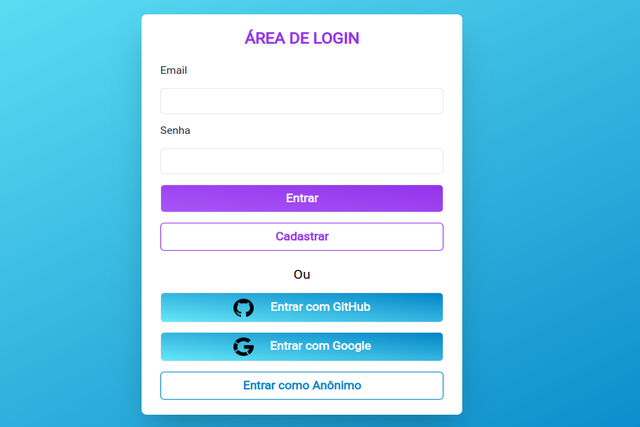 ÁREA DE LOGIN
Email
Senha
Entrar
Cadastrar
Ou
Entrar com GitHub
Entrar com Google
Entrar como Anônimo